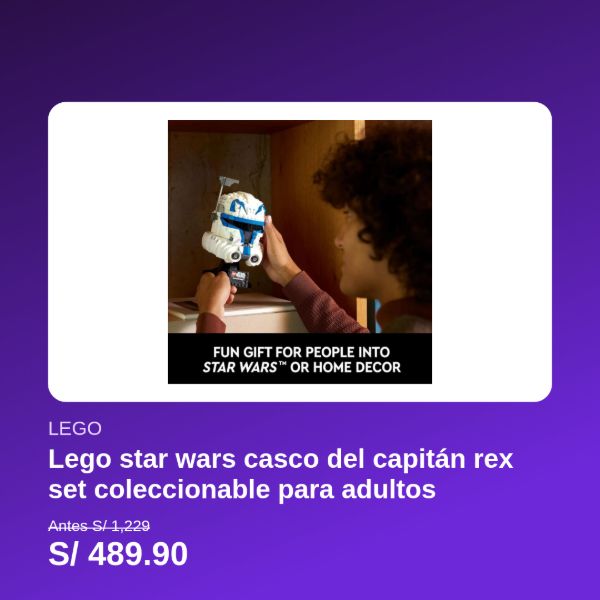 FUN GIFT FOR PEOPLE INTO
STAR WARS™ OR HOME DECOR
LEGO
Lego star wars casco del capitán rex
set coleccionable para adultos
Antes S/ 1,229
S/ 489.90